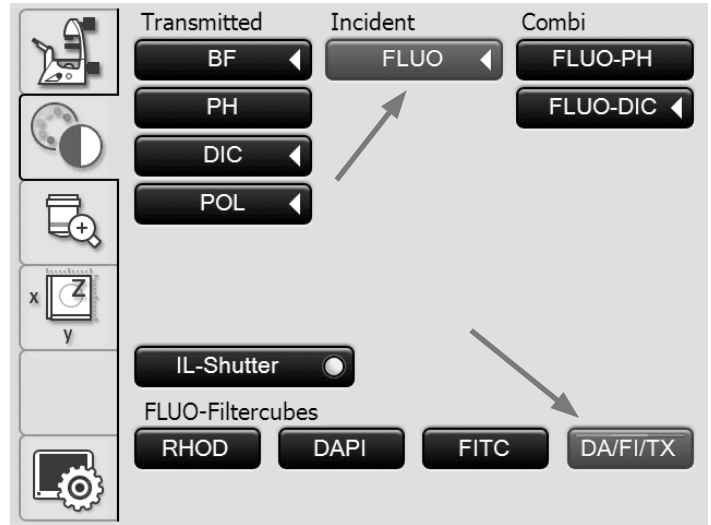 Transmitted Incident Combi
BF FLUO FLUO-PH
PH FLUO-DIC
DIC
POL
x Z
y
IL-Shutter
FLUO-Filtercubes
RHOD DAPI FITC DA/FI/TX